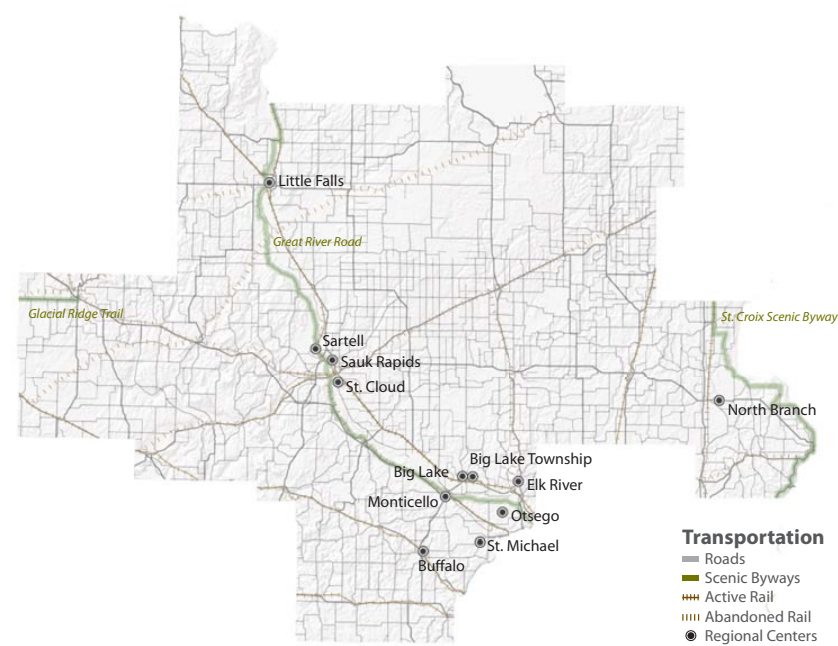 Little Falls
Great River Road
Glacial Ridge Trail
St. Croix Scenic Byway
Sartell
Sauk Rapids
St. Cloud
North Branch
Big Lake Township
Big Lake
Elk River
Monticello
Otsego
St. Michael
Buffalo
Transportation
Roads
Scenic Byways
Active Rail
Abandoned Rail
Regional Centers